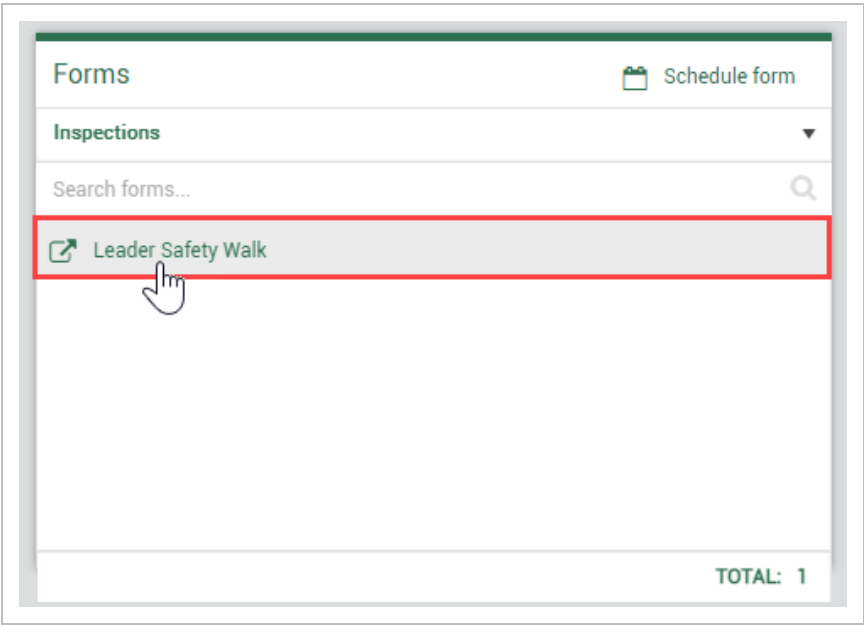 Forms
Schedule form
Inspections
Search forms...
Leader Safety Walk
TOTAL: 1